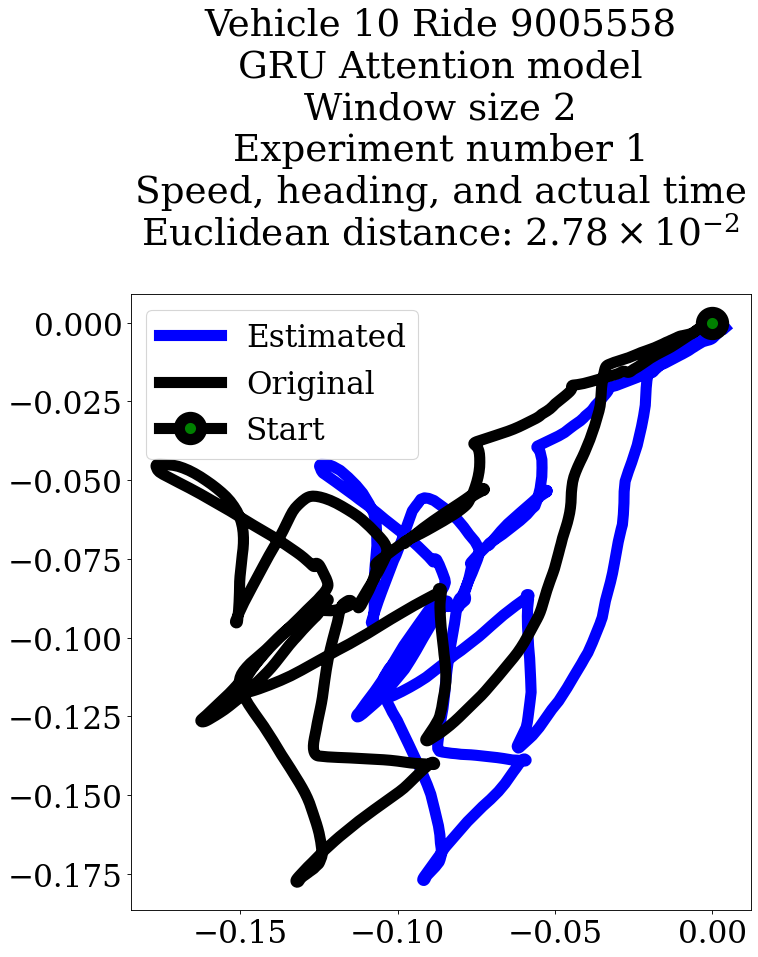 Vehicle 10 Ride 9005558
GRU Attention model
Window size 2
Experiment number 1
Speed, heading, and actual time
Euclidean distance: 2.78 × 10⁻²
Estimated
Original
Start
0.000
−0.025
−0.050
−0.075
−0.100
−0.125
−0.150
−0.175
−0.15
−0.10
−0.05
0.00